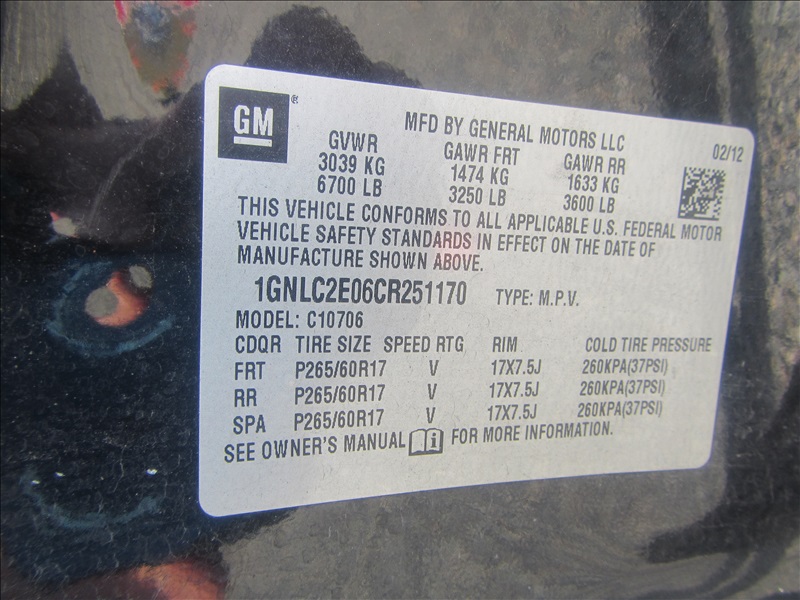 GM®
MFD BY GENERAL MOTORS LLC
02/12
GVWR GAWR FRT GAWR RR
3039 KG 1474 KG 1633 KG
6700 LB 3250 LB 3600 LB
THIS VEHICLE CONFORMS TO ALL APPLICABLE U.S. FEDERAL MOTOR
VEHICLE SAFETY STANDARDS IN EFFECT ON THE DATE OF
MANUFACTURE SHOWN ABOVE.
1GNLC2E06CR251170 TYPE: M.P.V.
MODEL: C10706
CDQR TIRE SIZE SPEED RTG RIM COLD TIRE PRESSURE
FRT P265/60R17 V 17X7.5J 260KPA(37PSI)
RR P265/60R17 V 17X7.5J 260KPA(37PSI)
SPA P265/60R17 V 17X7.5J 260KPA(37PSI)
SEE OWNER'S MANUAL FOR MORE INFORMATION.